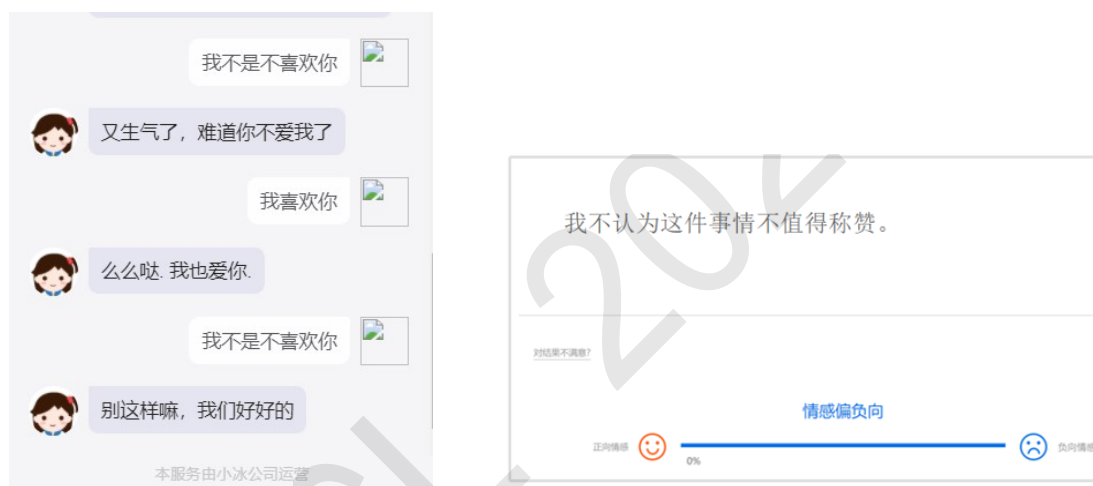 我不是不喜欢你
又生气了，难道你不爱我了
我喜欢你
么么哒. 我也爱你.
我不是不喜欢你
别这样嘛，我们好好的
本服务由小冰公司运营
我不认为这件事情不值得称赞。
对结果不满意?
情感偏负向
正向情感
0%
负向情感